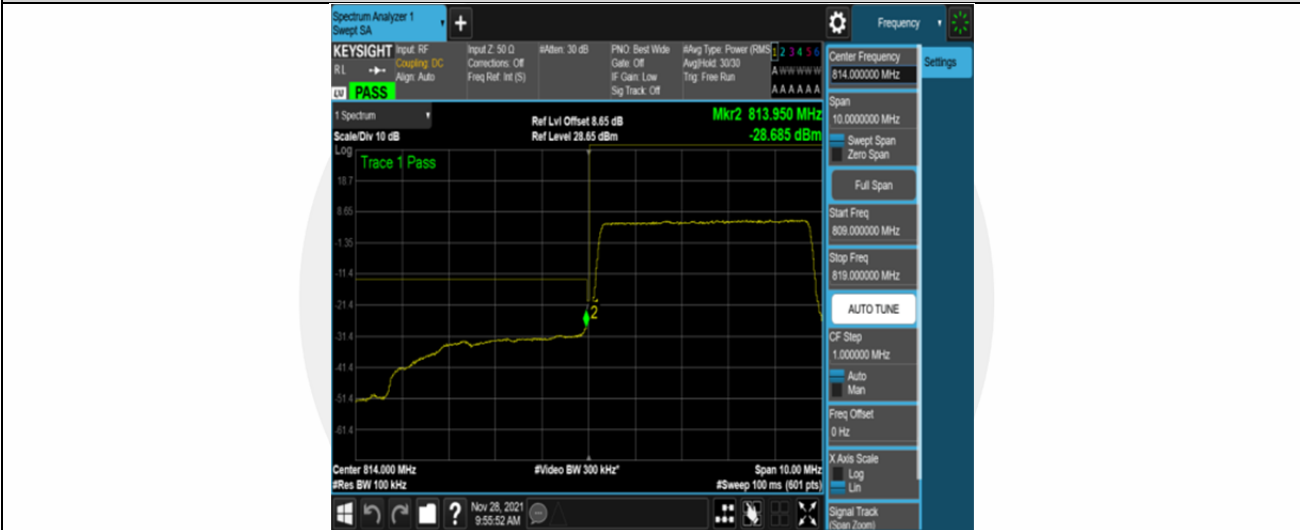 Spectrum Analyzer 1
Swept SA
+
Frequency
KEYSIGHT
R L
LXI
PASS
Input: RF
Coupling: DC
Align: Auto
Input Z: 50 Ω
Corrections: Off
Freq Ref: Int (S)
#Atten: 30 dB
PNO: Best Wide
Gate: Off
IF Gain: Low
Sig Track: Off
#Avg Type: Power (RMS
Avg|Hold: 30/30
Trig: Free Run
1 2 3 4 5 6
A W W W W W
A A A A A A
Center Frequency
814.000000 MHz
Settings
Span
10.0000000 MHz
Swept Span
Zero Span
Full Span
Start Freq
809.000000 MHz
Stop Freq
819.000000 MHz
AUTO TUNE
CF Step
1.000000 MHz
Auto
Man
Freq Offset
0 Hz
X Axis Scale
Log
Lin
Signal Track
(Span Zoom)
1 Spectrum
Scale/Div 10 dB
Ref Lvl Offset 8.65 dB
Ref Level 28.65 dBm
Mkr2 813.950 MHz
-28.685 dBm
Log
Trace 1 Pass
18.7
8.65
-1.35
-11.4
-21.4
-31.4
-41.4
-51.4
-61.4
2
Center 814.000 MHz
#Res BW 100 kHz
#Video BW 300 kHz*
Span 10.00 MHz
#Sweep 100 ms (601 pts)
?
Nov 28, 2021
9:55:52 AM